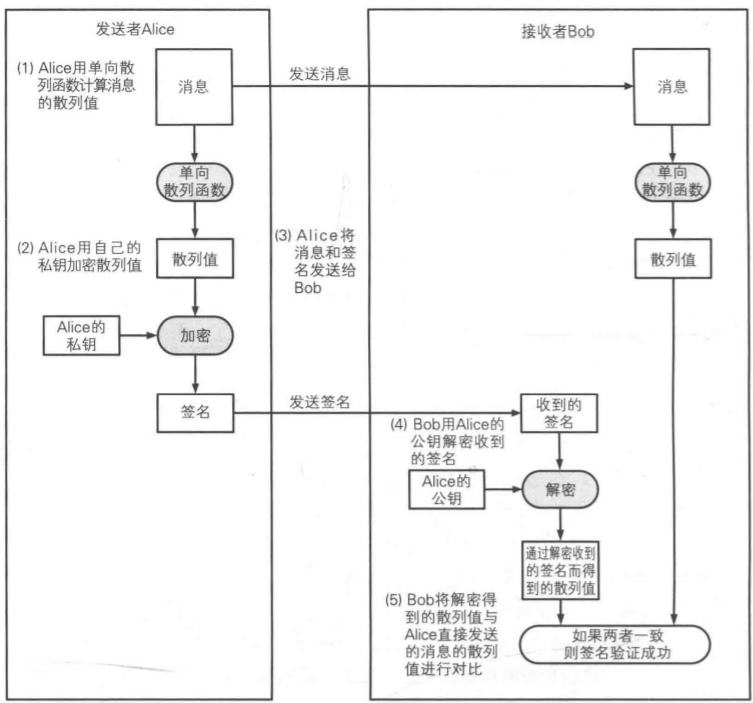 发送者Alice
接收者Bob
(1) Alice用单向散
列函数计算消息
的散列值
消息
发送消息
消息
单向
散列函数
单向
散列函数
(2) Alice用自己的
私钥加密散列值
散列值
(3) Alice将
消息和签
名发送给
Bob
散列值
Alice的
私钥
加密
签名
发送签名
收到的
签名
(4) Bob用Alice的
公钥解密收到
的签名
Alice的
公钥
解密
通过解密收到
的签名而得
到的散列值
(5) Bob将解密得
到的散列值与
Alice直接发送
的消息的散列
值进行对比
如果两者一致
则签名验证成功